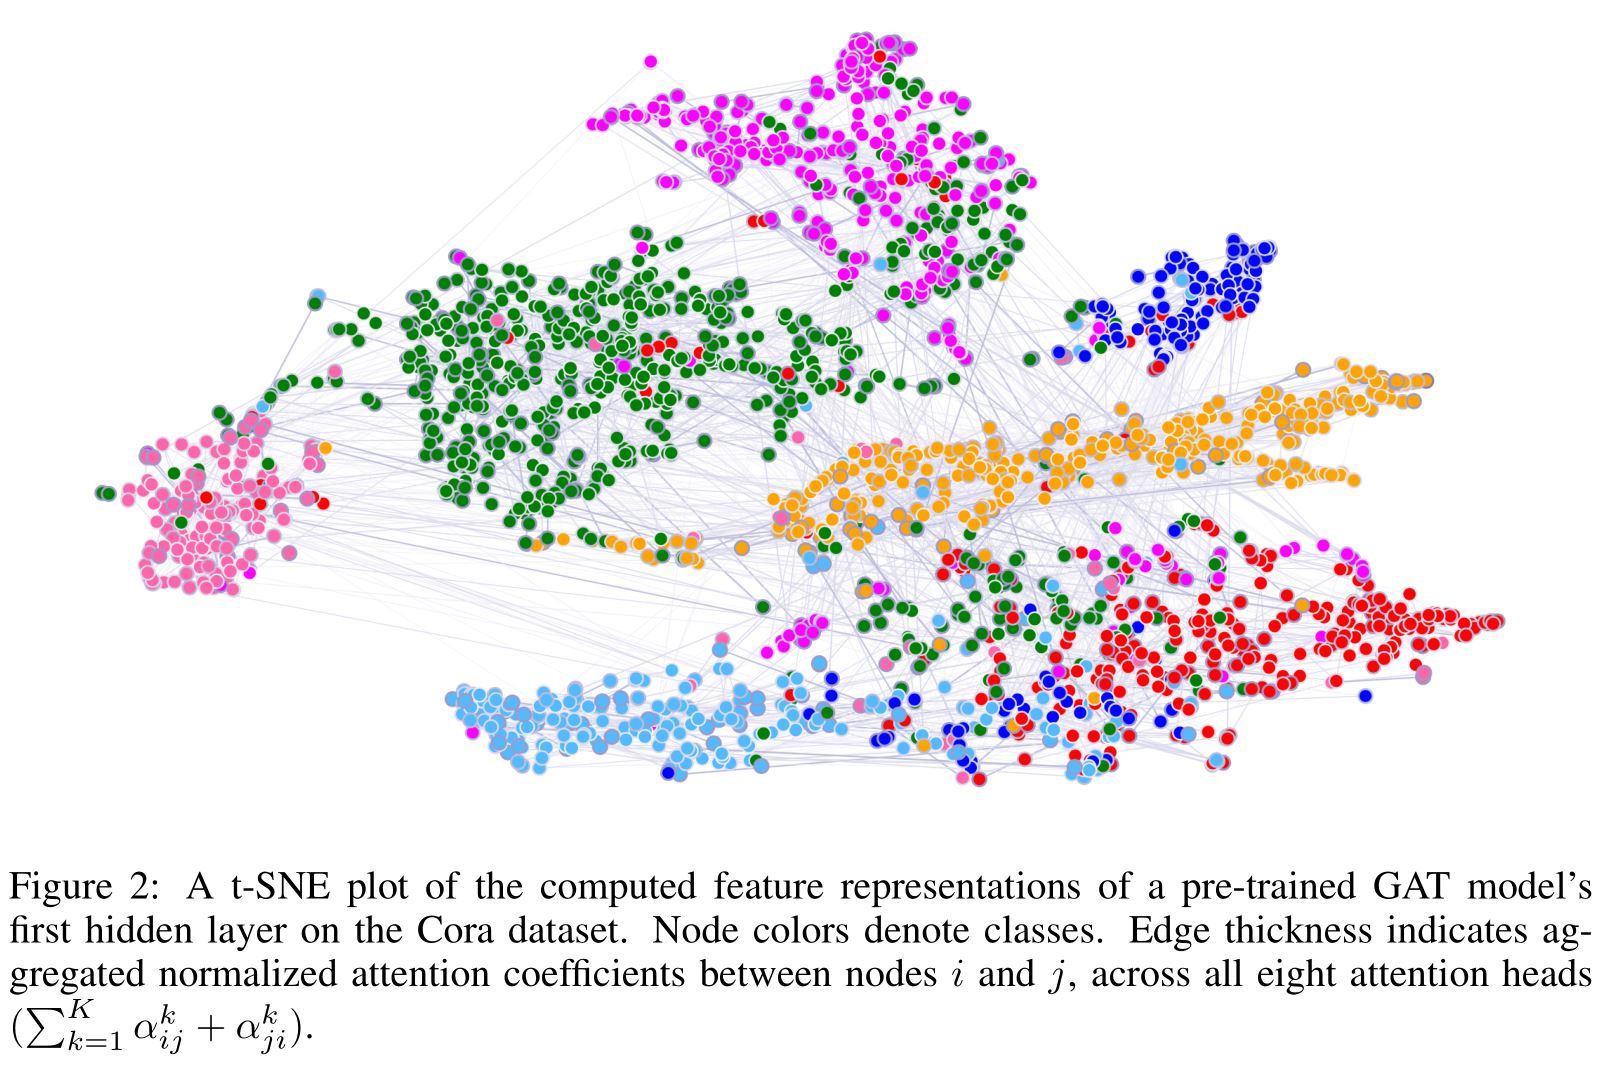 Figure 2: A t-SNE plot of the computed feature representations of a pre-trained GAT model’s
first hidden layer on the Cora dataset. Node colors denote classes. Edge thickness indicates ag-
gregated normalized attention coefficients between nodes i and j, across all eight attention heads
(∑_{k=1}^{K} α_{ij}^{k} + α_{ji}^{k}).